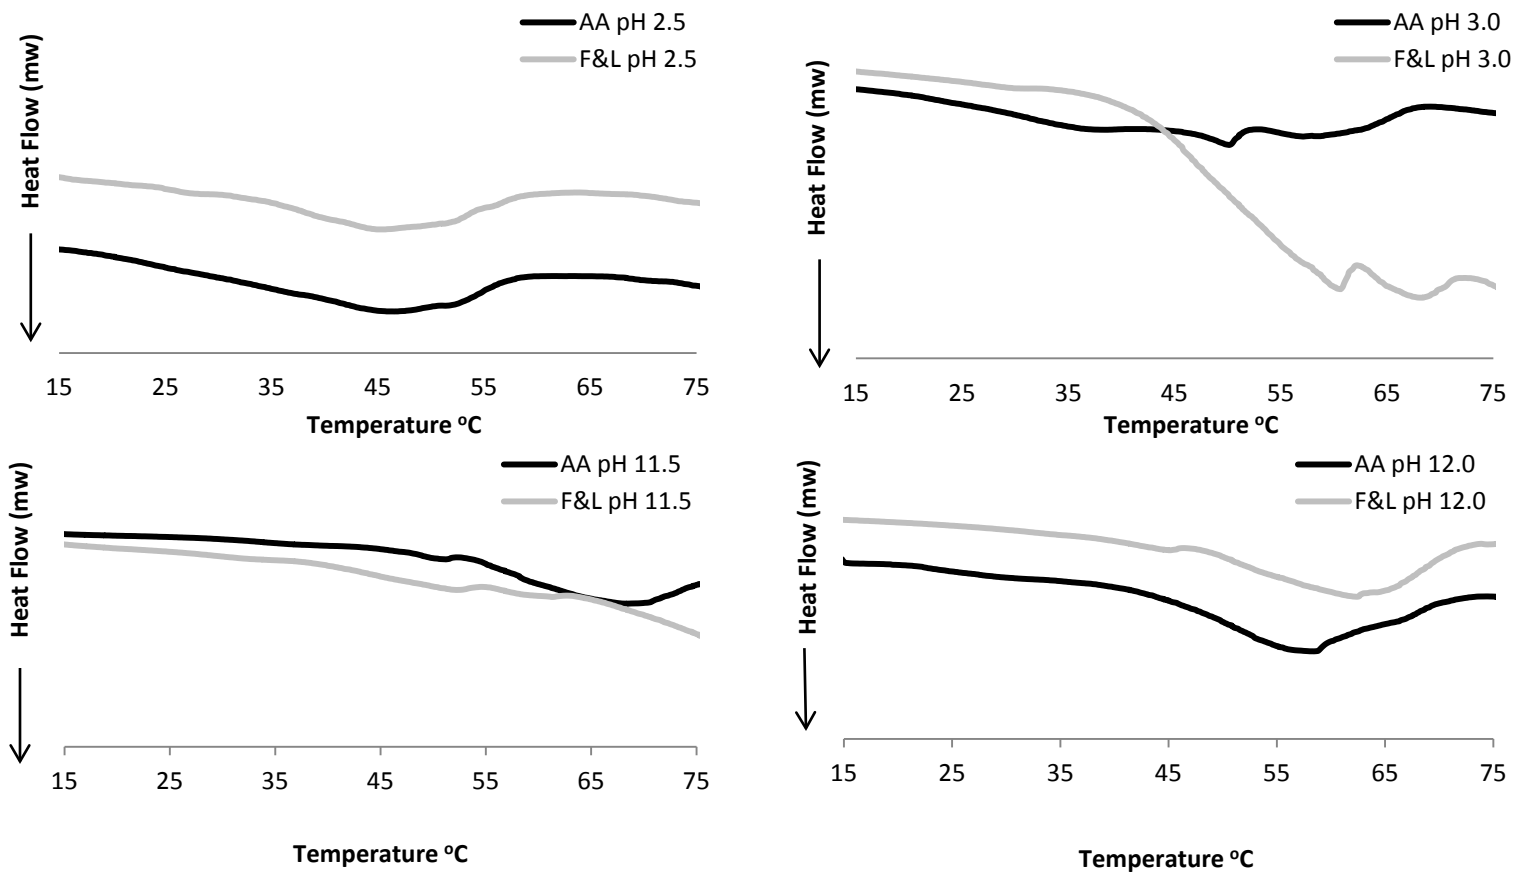 AA pH 2.5
F&L pH 2.5
Heat Flow (mw)
15 25 35 45 55 65 75
Temperature ºC
AA pH 3.0
F&L pH 3.0
Heat Flow (mw)
15 25 35 45 55 65 75
Temperature ºC
AA pH 11.5
F&L pH 11.5
Heat Flow (mw)
15 25 35 45 55 65 75
Temperature ºC
AA pH 12.0
F&L pH 12.0
Heat Flow (mw)
15 25 35 45 55 65 75
Temperature ºC